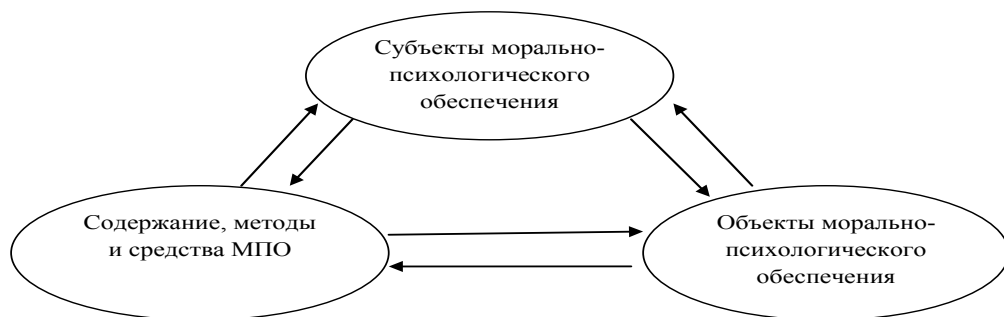 Субъекты морально-
психологического
обеспечения
Содержание, методы
и средства МПО
Объекты морально-
психологического
обеспечения